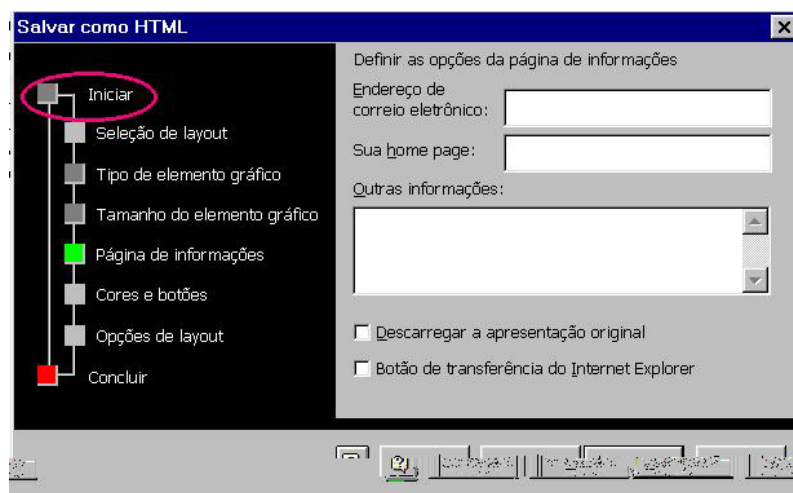 Salvar como HTML
Iniciar
Seleção de layout
Tipo de elemento gráfico
Tamanho do elemento gráfico
Página de informações
Cores e botões
Opções de layout
Concluir
Definir as opções da página de informações
Endereço de
correio eletrônico:
Sua home page:
Outras informações:
Descarregar a apresentação original
Botão de transferência do Internet Explorer